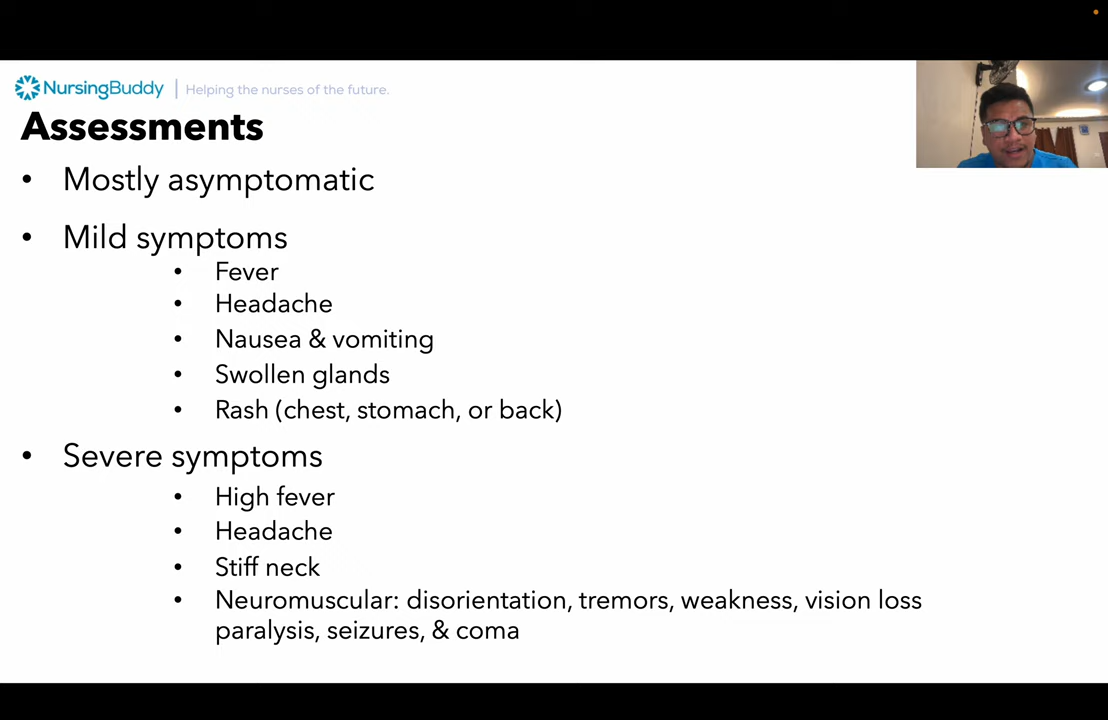 NursingBuddy | Helping the nurses of the future.
Assessments
• Mostly asymptomatic
• Mild symptoms
• Fever
• Headache
• Nausea & vomiting
• Swollen glands
• Rash (chest, stomach, or back)
• Severe symptoms
• High fever
• Headache
• Stiff neck
• Neuromuscular: disorientation, tremors, weakness, vision loss
paralysis, seizures, & coma